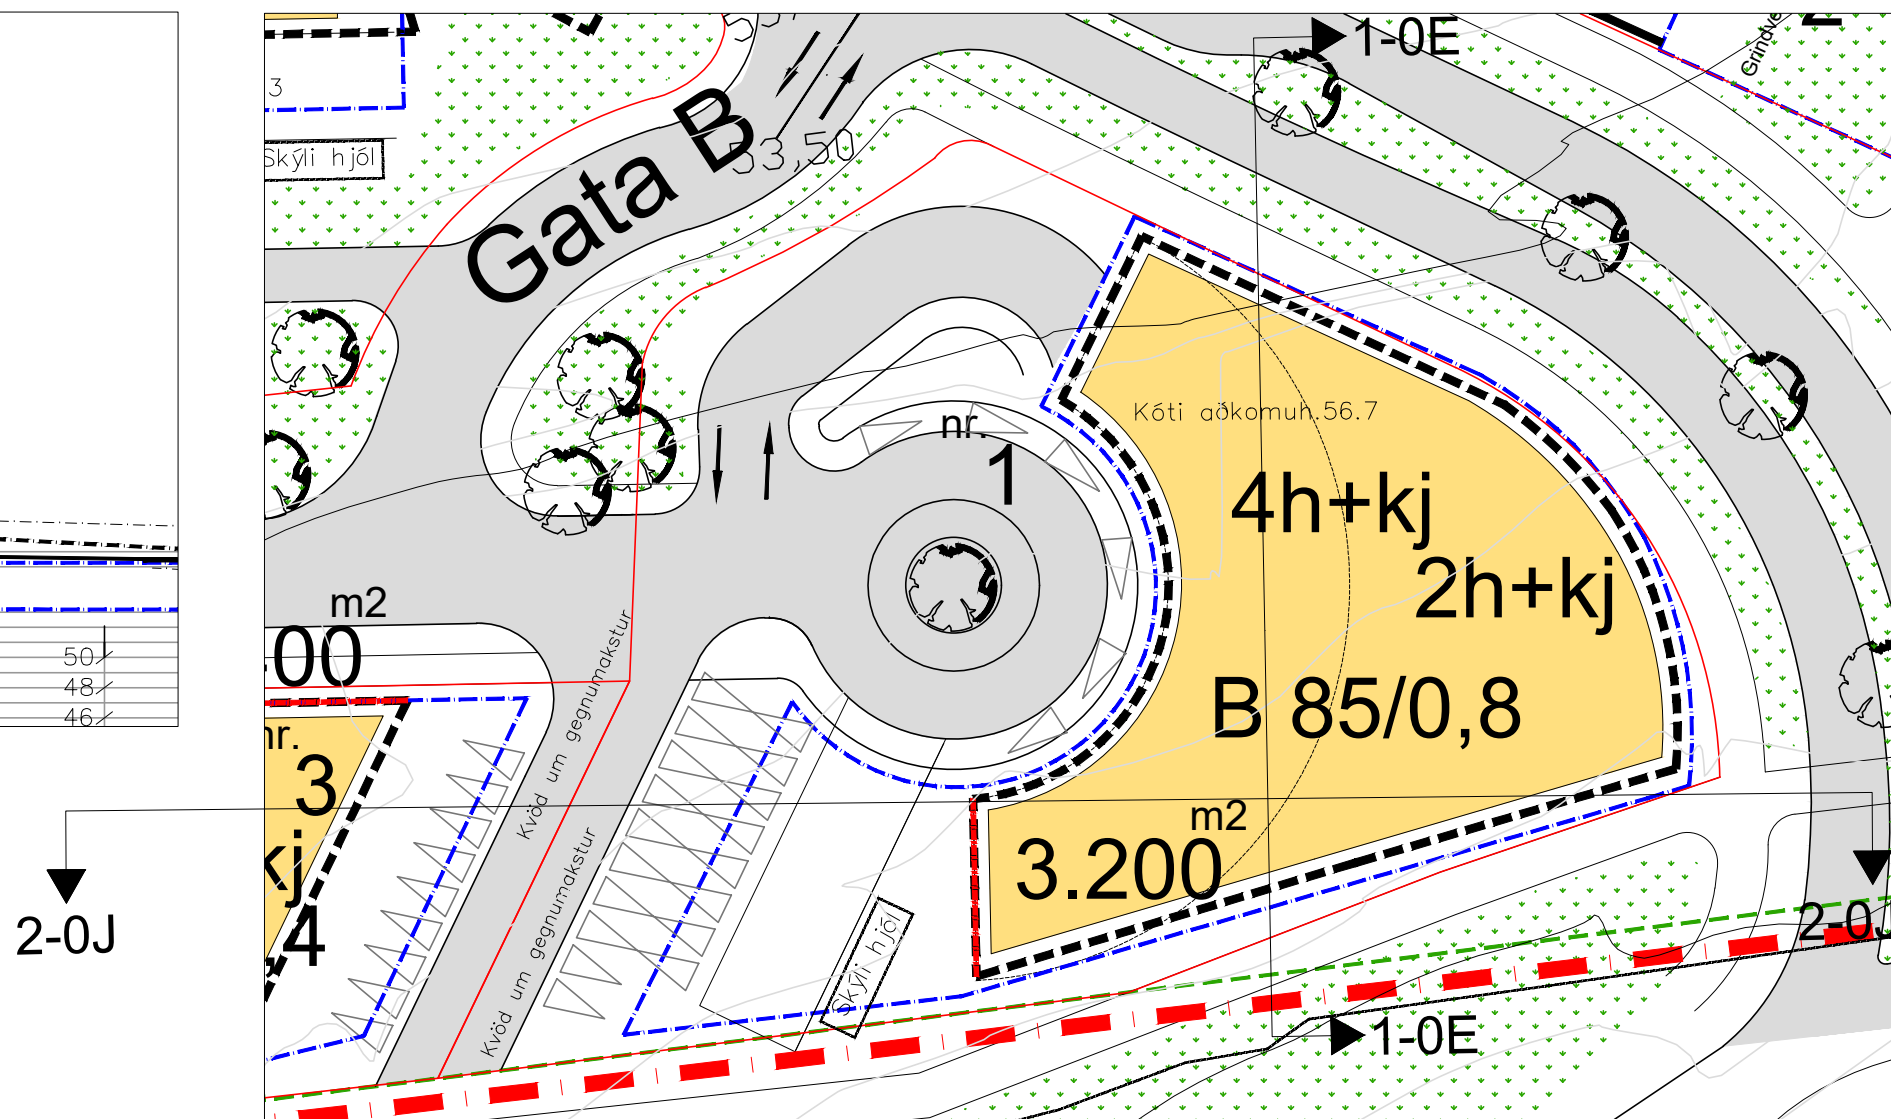 1-0E
Grindve
3
Skýli hjól
Gata B
53,50
nr.
1
Kóti aðkomuh.56.7
4h+kj
2h+kj
B 85/0,8
m2
3.200
m2
00
nr.
3
kj
4
Kvöð um gegnumakstur
Kvöð um gegnumakstur
Skýli hjól
50
48
46
2-0J
2-0J
1-0E